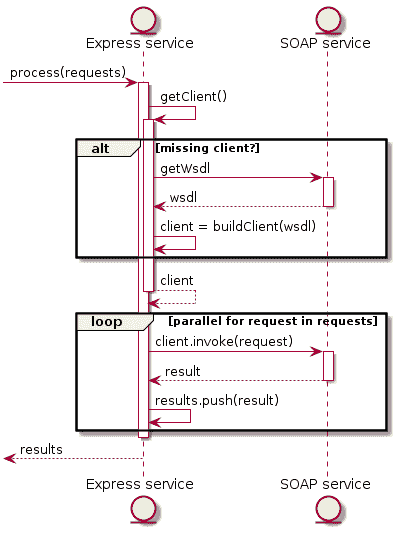 Express service
SOAP service
process(requests)
getClient()
alt
[missing client?]
getWsdl
wsdl
client = buildClient(wsdl)
client
loop
[parallel for request in requests]
client.invoke(request)
result
results.push(result)
results
Express service
SOAP service